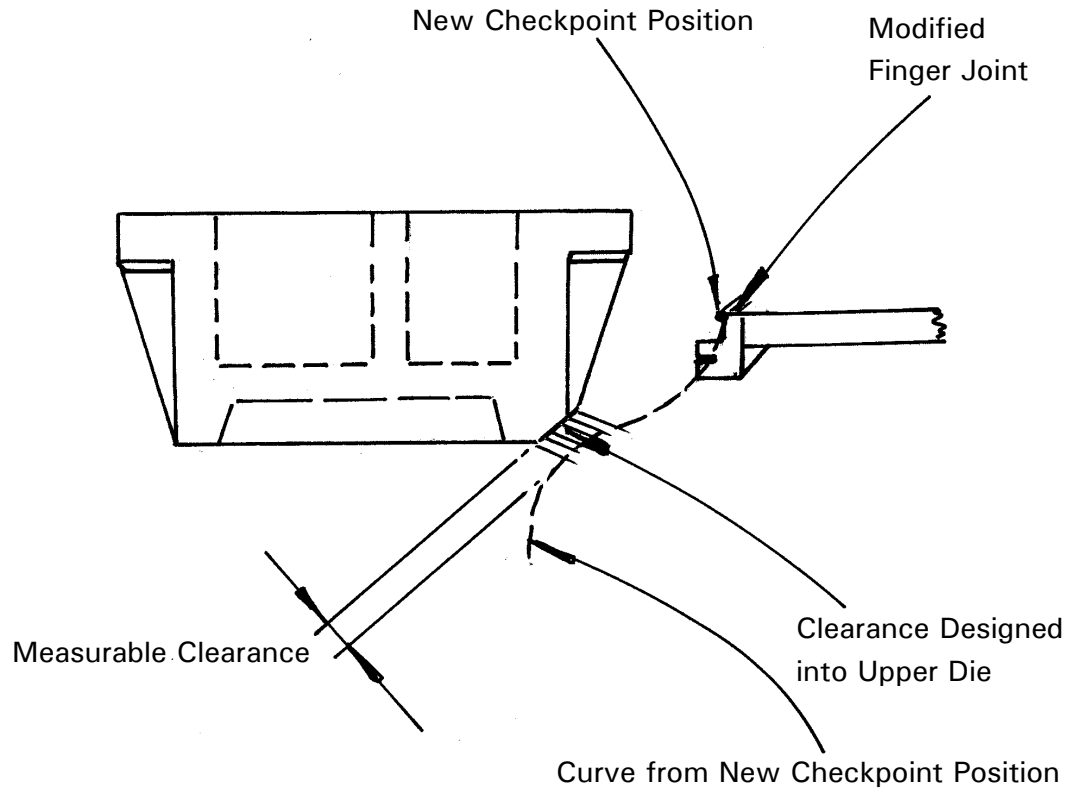 New Checkpoint Position
Modified
Finger Joint
Measurable Clearance
Clearance Designed
into Upper Die
Curve from New Checkpoint Position